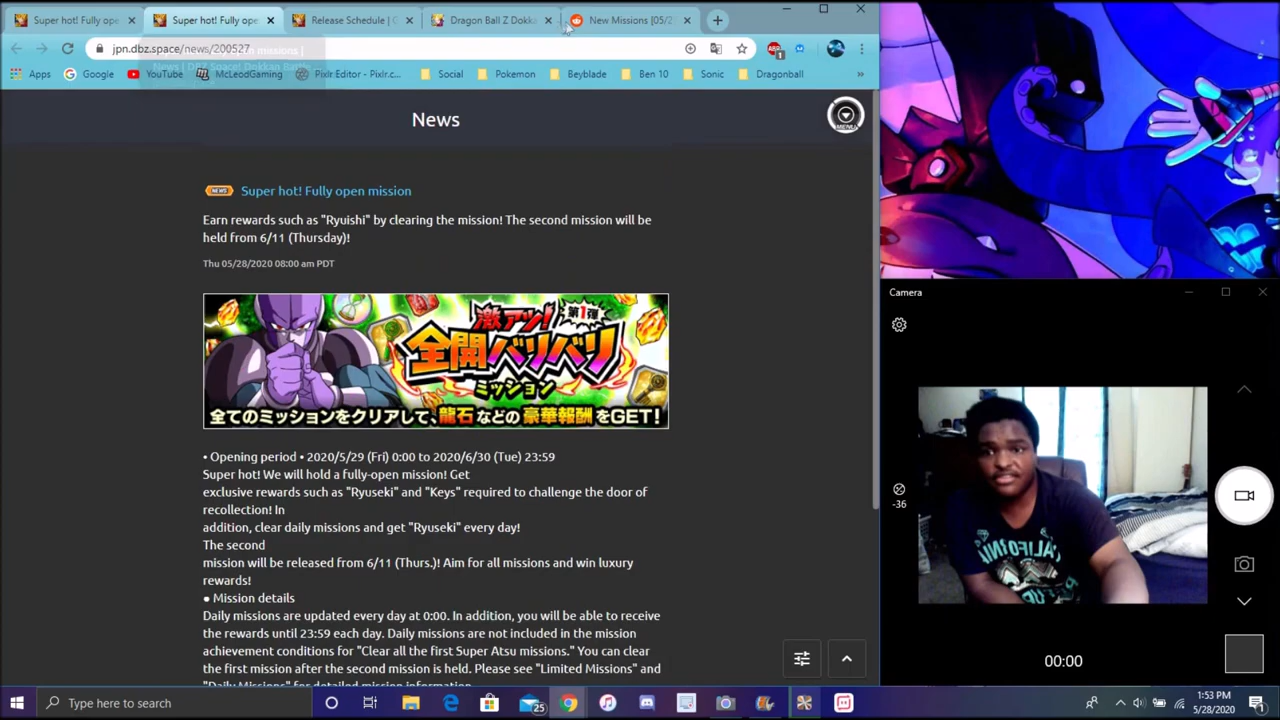 Super hot! Fully ope
Super hot! Fully ope
Release Schedule | G
Dragon Ball Z Dokka
New Missions [05/2
jpn.dbz.space/news/200527
Apps
Google
YouTube
McLeodGaming
Pixlr Editor - Pixlr.c...
Social
Pokemon
Beyblade
Ben 10
Sonic
Dragonball
»
News
MENU
NEWS
Super hot! Fully open mission
Earn rewards such as "Ryuishi" by clearing the mission! The second mission will be
held from 6/11 (Thursday)!
Thu 05/28/2020 08:00 am PDT
激アツ! 第1弾
全開バリバリ
ミッション
全てのミッションをクリアして、龍石などの豪華報酬をGET!
• Opening period • 2020/5/29 (Fri) 0:00 to 2020/6/30 (Tue) 23:59
Super hot! We will hold a fully-open mission! Get
exclusive rewards such as "Ryuseki" and "Keys" required to challenge the door of
recollection! In
addition, clear daily missions and get "Ryuseki" every day!
The second
mission will be released from 6/11 (Thurs.)! Aim for all missions and win luxury
rewards!
● Mission details
Daily missions are updated every day at 0:00. In addition, you will be able to receive
the rewards until 23:59 each day. Daily missions are not included in the mission
achievement conditions for "Clear all the first Super Atsu missions." You can clear
the first mission after the second mission is held. Please see "Limited Missions" and
"Daily Missions" for detailed mission information.
Camera
-36
CALIFORN
00:00
Type here to search
25
1:53 PM
5/28/2020